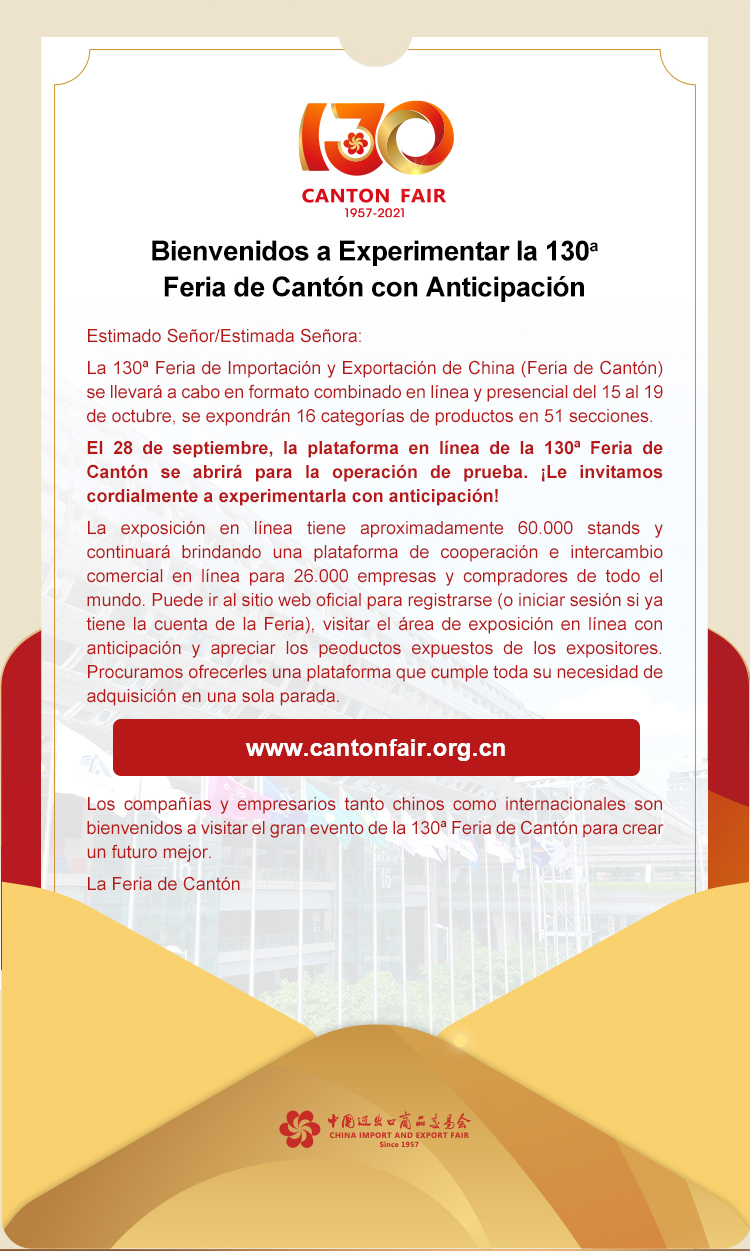 130
CANTON FAIR
1957-2021
Bienvenidos a Experimentar la 130ª
Feria de Cantón con Anticipación
Estimado Señor/Estimada Señora:
La 130ª Feria de Importación y Exportación de China (Feria de Cantón)
se llevará a cabo en formato combinado en línea y presencial del 15 al 19
de octubre, se expondrán 16 categorías de productos en 51 secciones.
El 28 de septiembre, la plataforma en línea de la 130ª Feria de
Cantón se abrirá para la operación de prueba. ¡Le invitamos
cordialmente a experimentarla con anticipación!
La exposición en línea tiene aproximadamente 60.000 stands y
continuará brindando una plataforma de cooperación e intercambio
comercial en línea para 26.000 empresas y compradores de todo el
mundo. Puede ir al sitio web oficial para registrarse (o iniciar sesión si ya
tiene la cuenta de la Feria), visitar el área de exposición en línea con
anticipación y apreciar los peoductos expuestos de los expositores.
Procuramos ofrecerles una plataforma que cumple toda su necesidad de
adquisición en una sola parada.
www.cantonfair.org.cn
Los compañías y empresarios tanto chinos como internacionales son
bienvenidos a visitar el gran evento de la 130ª Feria de Cantón para crear
un futuro mejor.
La Feria de Cantón
中国进出口商品交易会
CHINA IMPORT AND EXPORT FAIR
Since 1957